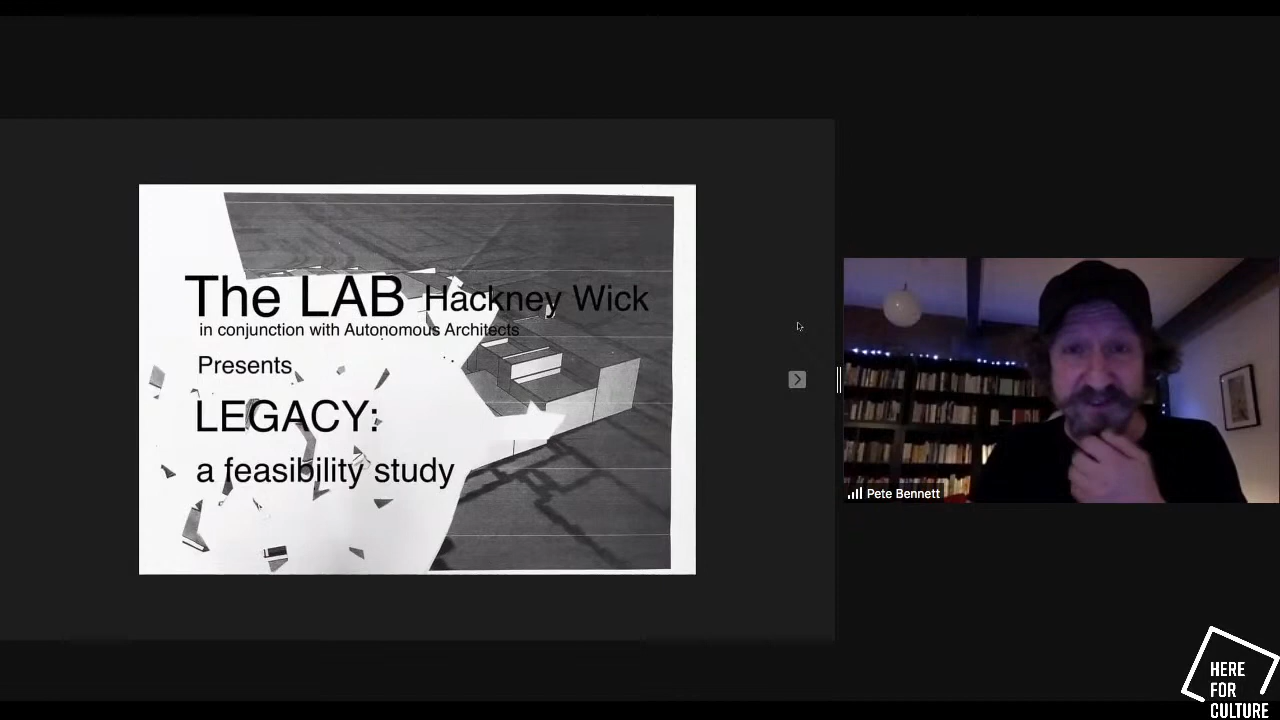 The LAB Hackney Wick
in conjunction with Autonomous Architects
Presents
LEGACY:
a feasibility study
Pete Bennett
HERE
FOR
CULTURE